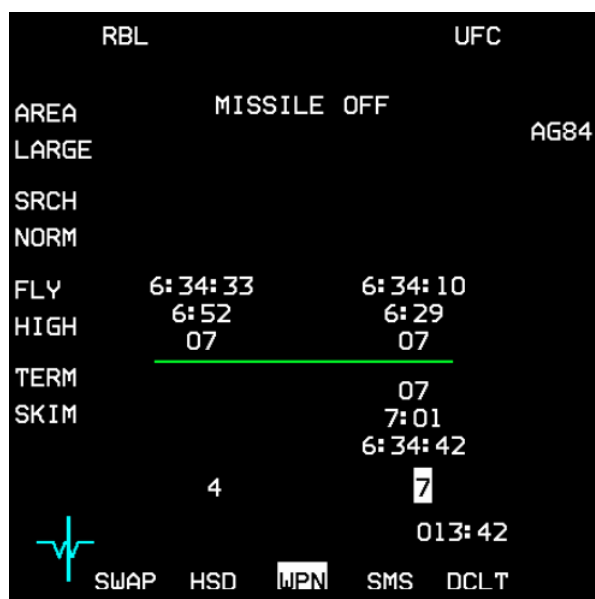 RBL UFC
AREA MISSILE OFF
LARGE AG84
SRCH
NORM
FLY 6:34:33 6:34:10
HIGH 6:52 6:29
07 07
TERM 07
SKIM 7:01
6:34:42
4 7
013:42
SWAP HSD WPN SMS DCLT